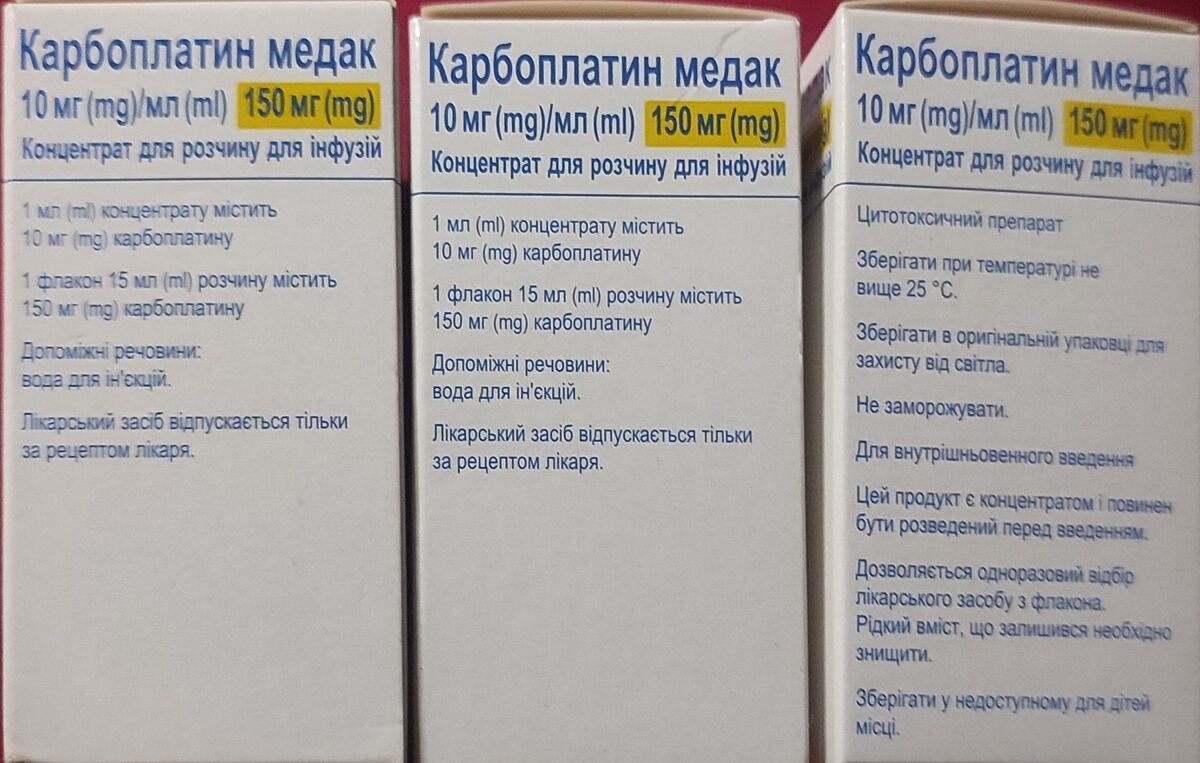 Карбоплатин медак
10 мг (mg)/мл (ml) 150 мг (mg)
Концентрат для розчину для інфузій
1 мл (ml) концентрату містить
10 мг (mg) карбоплатину
1 флакон 15 мл (ml) розчину містить
150 мг (mg) карбоплатину
Допоміжні речовини:
вода для ін'єкцій.
Лікарський засіб відпускається тільки
за рецептом лікаря.
Карбоплатин медак
10 мг (mg)/мл (ml) 150 мг (mg)
Концентрат для розчину для інфузій
1 мл (ml) концентрату містить
10 мг (mg) карбоплатину
1 флакон 15 мл (ml) розчину містить
150 мг (mg) карбоплатину
Допоміжні речовини:
вода для ін'єкцій.
Лікарський засіб відпускається тільки
за рецептом лікаря.
Карбоплатин медак
10 мг (mg)/мл (ml) 150 мг (mg)
Концентрат для розчину для інфузій
Цитотоксичний препарат
Зберігати при температурі не
вище 25 °C.
Зберігати в оригінальній упаковці для
захисту від світла.
Не заморожувати.
Для внутрішньовенного введення
Цей продукт є концентратом і повинен
бути розведений перед введенням.
Дозволяється одноразовий відбір
лікарського засобу з флакона.
Рідкий вміст, що залишився необхідно
знищити.
Зберігати у недоступному для дітей
місці.